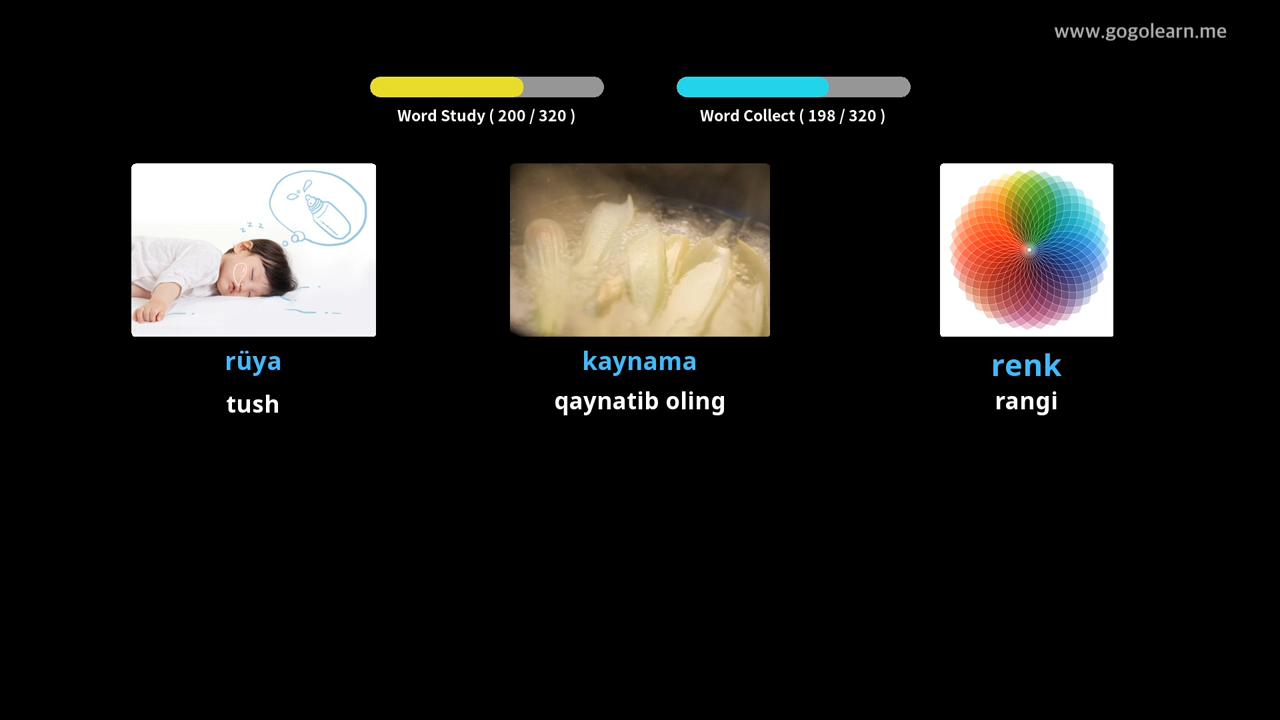 www.gogolearn.me
Word Study ( 200 / 320 )
Word Collect ( 198 / 320 )
z z z
rüya
kaynama
renk
tush
qaynatib oling
rangi